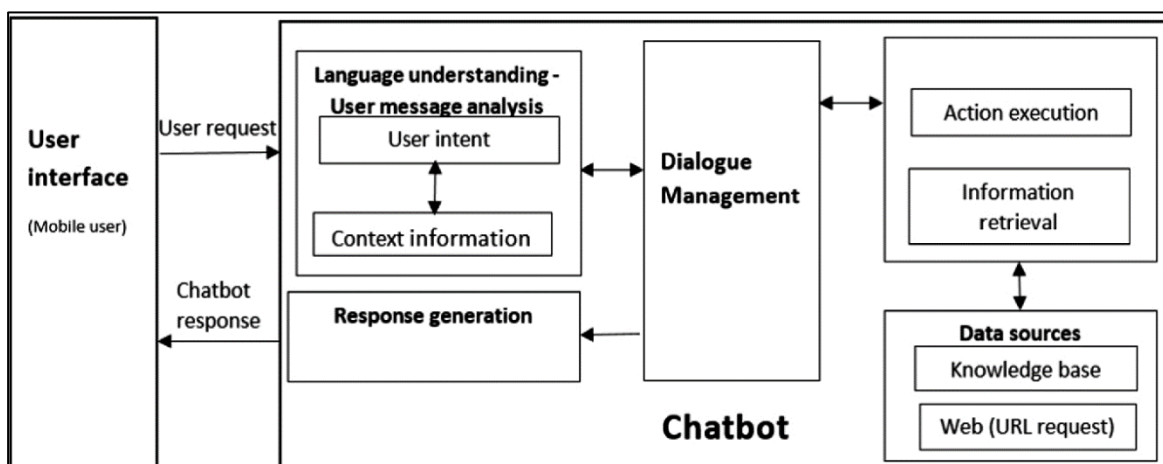 User
interface
(Mobile user)
User request
Chatbot
response
Language understanding -
User message analysis
User intent
Context information
Response generation
Dialogue
Management
Action execution
Information
retrieval
Data sources
Knowledge base
Web (URL request)
Chatbot